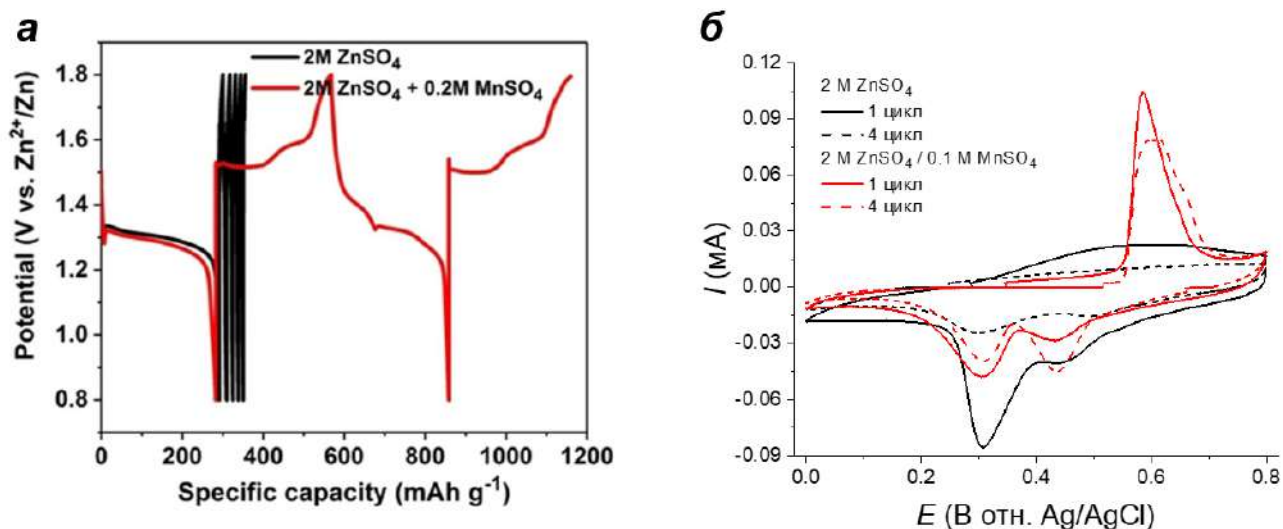 а
Potential (V vs. Zn2+/Zn)
1.8
1.6
1.4
1.2
1.0
0.8
2M ZnSO4
2M ZnSO4 + 0.2M MnSO4
0 200 400 600 800 1000 1200
Specific capacity (mAh g-1)
б
I (мА)
0.12
0.09
0.06
0.03
0.00
-0.03
-0.06
-0.09
2 M ZnSO4
1 цикл
4 цикл
2 M ZnSO4 / 0.1 M MnSO4
1 цикл
4 цикл
0.0 0.2 0.4 0.6 0.8
E (В отн. Ag/AgCl)